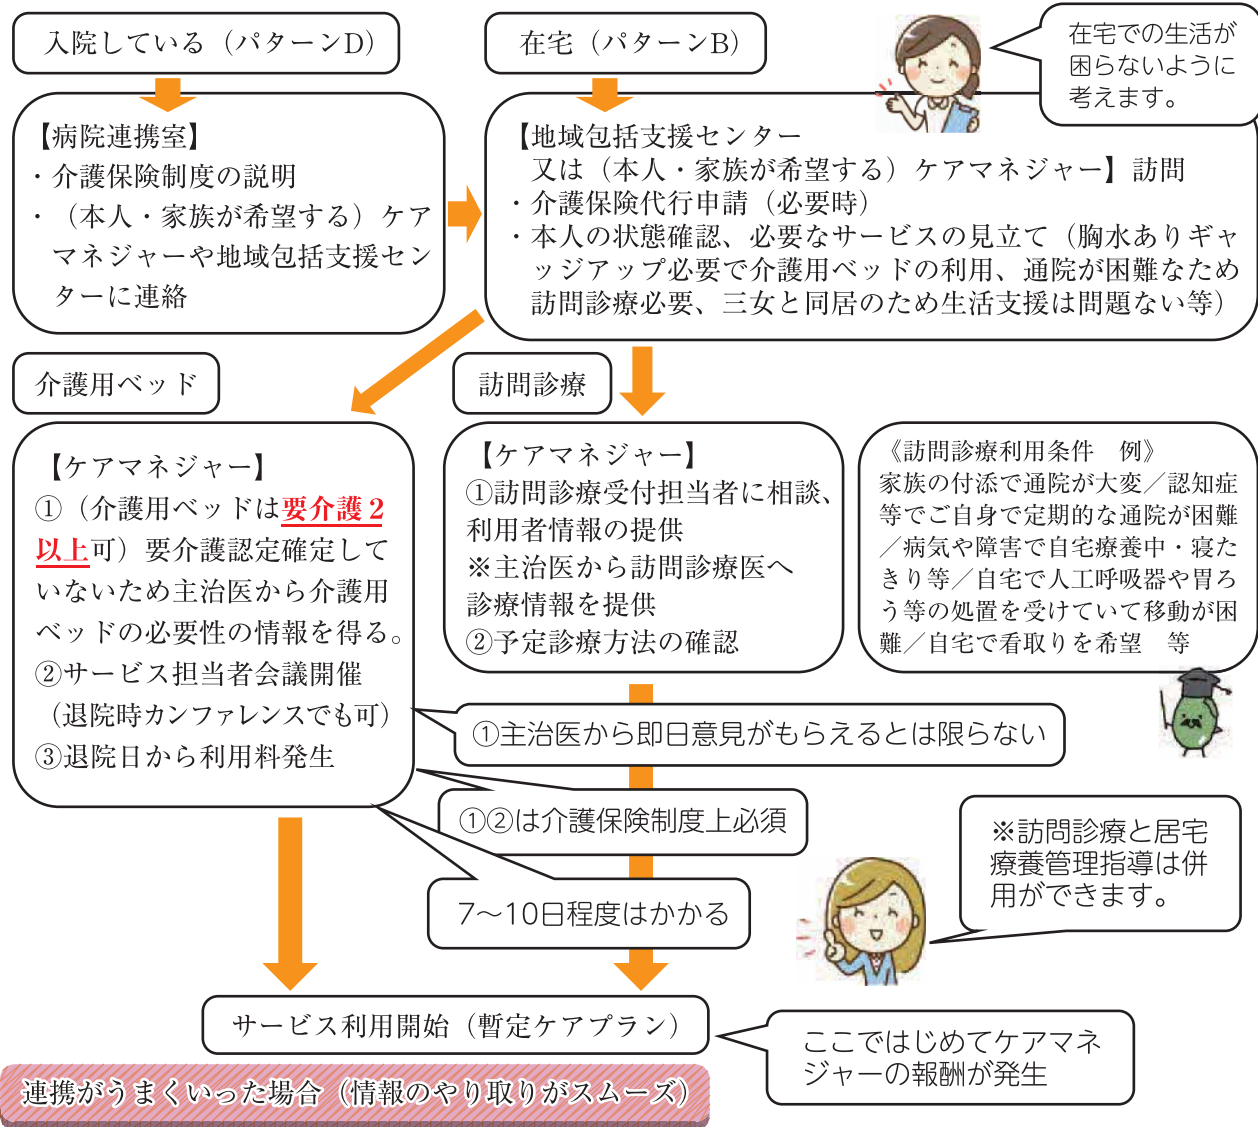 入院している（パターンD）
在宅（パターンB）
在宅での生活が
困らないように
考えます。
【病院連携室】
・介護保険制度の説明
・（本人・家族が希望する）ケア
マネジャーや地域包括支援セン
ターに連絡
【地域包括支援センター
又は（本人・家族が希望する）ケアマネジャー】訪問
・介護保険代行申請（必要時）
・本人の状態確認、必要なサービスの見立て（胸水ありギャ
ッジアップ必要で介護用ベッドの利用、通院が困難なため
訪問診療必要、三女と同居のため生活支援は問題ない等）
介護用ベッド
【ケアマネジャー】
①（介護用ベッドは要介護２
以上可）要介護認定確定して
いないため主治医から介護用
ベッドの必要性の情報を得る。
②サービス担当者会議開催
（退院時カンファレンスでも可）
③退院日から利用料発生
訪問診療
【ケアマネジャー】
①訪問診療受付担当者に相談、
利用者情報の提供
※主治医から訪問診療医へ
診療情報を提供
②予定診療方法の確認
《訪問診療利用条件　例》
家族の付添で通院が大変／認知症
等でご自身で定期的な通院が困難
／病気や障害で自宅療養中・寝た
きり等／自宅で人工呼吸器や胃ろ
う等の処置を受けていて移動が困
難／自宅で看取りを希望　等
①主治医から即日意見がもらえるとは限らない
①②は介護保険制度上必須
7～10日程度はかかる
※訪問診療と居宅
療養管理指導は併
用ができます。
サービス利用開始（暫定ケアプラン）
ここではじめてケアマネ
ジャーの報酬が発生
連携がうまくいった場合（情報のやり取りがスムーズ）